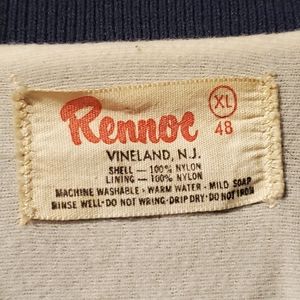 Rennoc
XL
48
VINELAND, N.J.
SHELL — 100% NYLON
LINING — 100% NYLON
MACHINE WASHABLE · WARM WATER · MILD SOAP
RINSE WELL · DO NOT WRING · DRIP DRY · DO NOT IRON